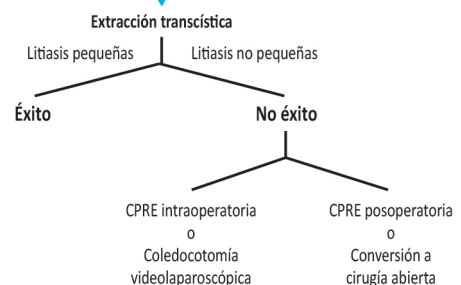 Extracción transcística
Litiasis pequeñas
Litiasis no pequeñas
Éxito
No éxito
CPRE intraoperatoria
o
Coledocotomía
videolaparoscópica
CPRE posoperatoria
o
Conversión a
cirugía abierta